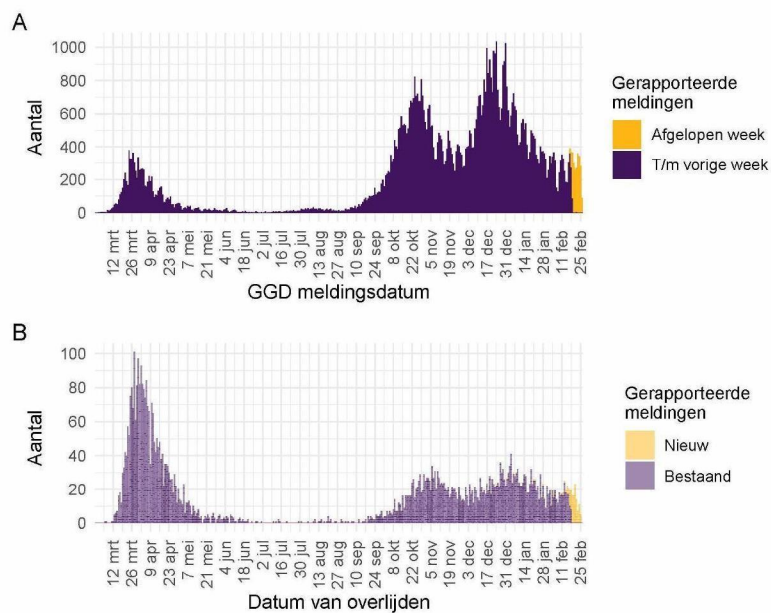 A
1000
800
600
400
200
0
Aantal
12 mrt
26 mrt
9 apr
23 apr
7 mei
21 mei
4 jun
18 jun
2 jul
16 jul
30 jul
13 aug
27 aug
10 sep
24 sep
8 okt
22 okt
5 nov
19 nov
3 dec
17 dec
31 dec
14 jan
28 jan
11 feb
25 feb
GGD meldingsdatum
Gerapporteerde
meldingen
Afgelopen week
T/m vorige week
B
100
80
60
40
20
0
Aantal
12 mrt
26 mrt
9 apr
23 apr
7 mei
21 mei
4 jun
18 jun
2 jul
16 jul
30 jul
13 aug
27 aug
10 sep
24 sep
8 okt
22 okt
5 nov
19 nov
3 dec
17 dec
31 dec
14 jan
28 jan
11 feb
25 feb
Datum van overlijden
Gerapporteerde
meldingen
Nieuw
Bestaand